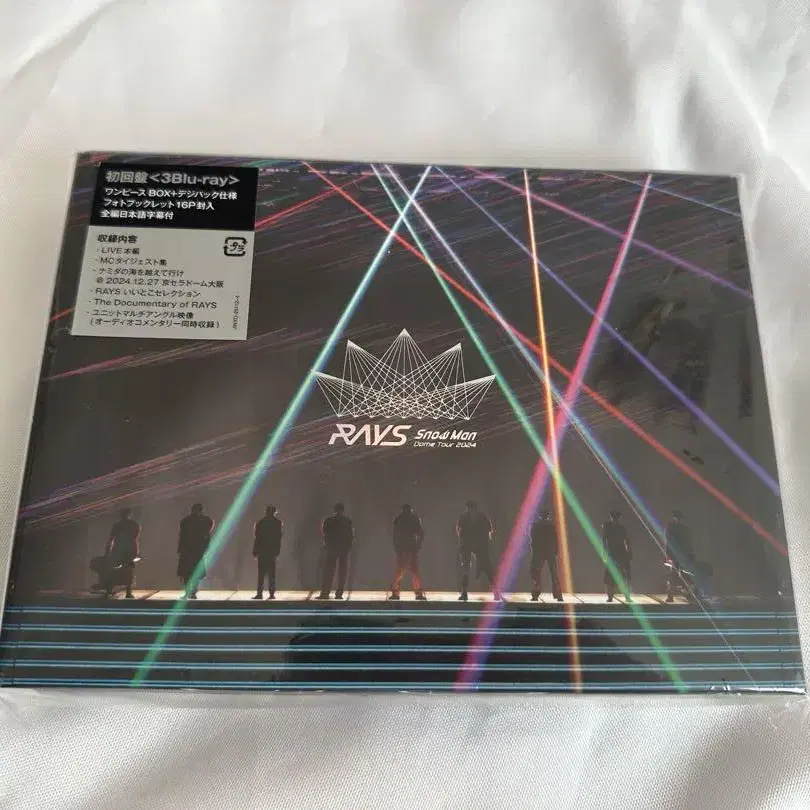 初回盤<3Blu-ray>
ワンピースBOX+デジパック仕様
フォトブックレット16P封入
全編日本語字幕付
収録内容
・LIVE本編
・MCダイジェスト集
・ナミダの海を越えて行け
@ 2024.12.27 京セラドーム大阪
・RAYS いいとこセレクション
・The Documentary of RAYS
・ユニットマルチアングル映像
(オーディオコメンタリー同時収録)
プラ
RAYS Snow Man
Dome Tour 2024